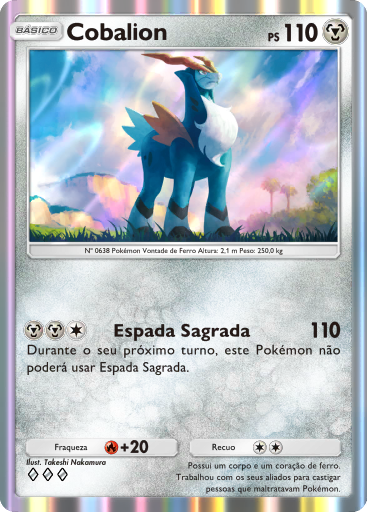 BÁSICO Cobalion PS 110
Nº 0638 Pokémon Vontade de Ferro Altura: 2,1 m Peso: 250,0 kg
Espada Sagrada 110
Durante o seu próximo turno, este Pokémon não
poderá usar Espada Sagrada.
Fraqueza +20 Recuo
Ilust. Takeshi Nakamura
Possui um corpo e um coração de ferro.
Trabalhou com os seus aliados para castigar
pessoas que maltratavam Pokémon.